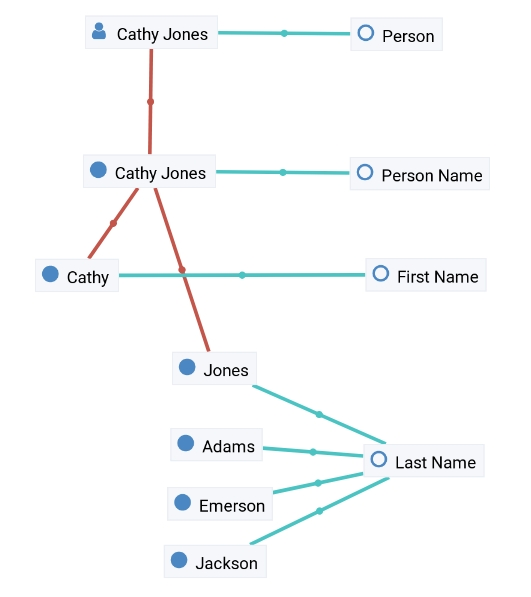 Cathy Jones
Person
Cathy Jones
Person Name
Cathy
First Name
Jones
Adams
Last Name
Emerson
Jackson